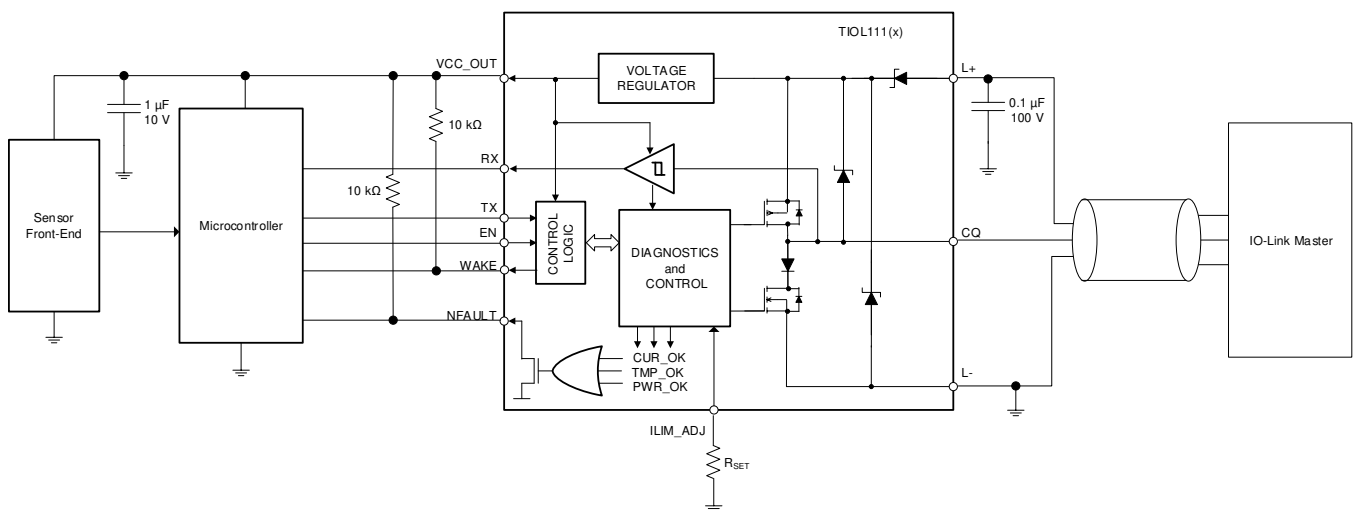 TIOL111(x)
VCC_OUT
VOLTAGE
REGULATOR
L+
1 µF
10 V
10 kΩ
0.1 µF
100 V
RX
10 kΩ
Sensor
Front-End
Microcontroller
TX
EN
WAKE
NFAULT
CONTROL
LOGIC
DIAGNOSTICS
and
CONTROL
CQ
IO-Link Master
CUR_OK
TMP_OK
PWR_OK
L-
ILIM_ADJ
RSET